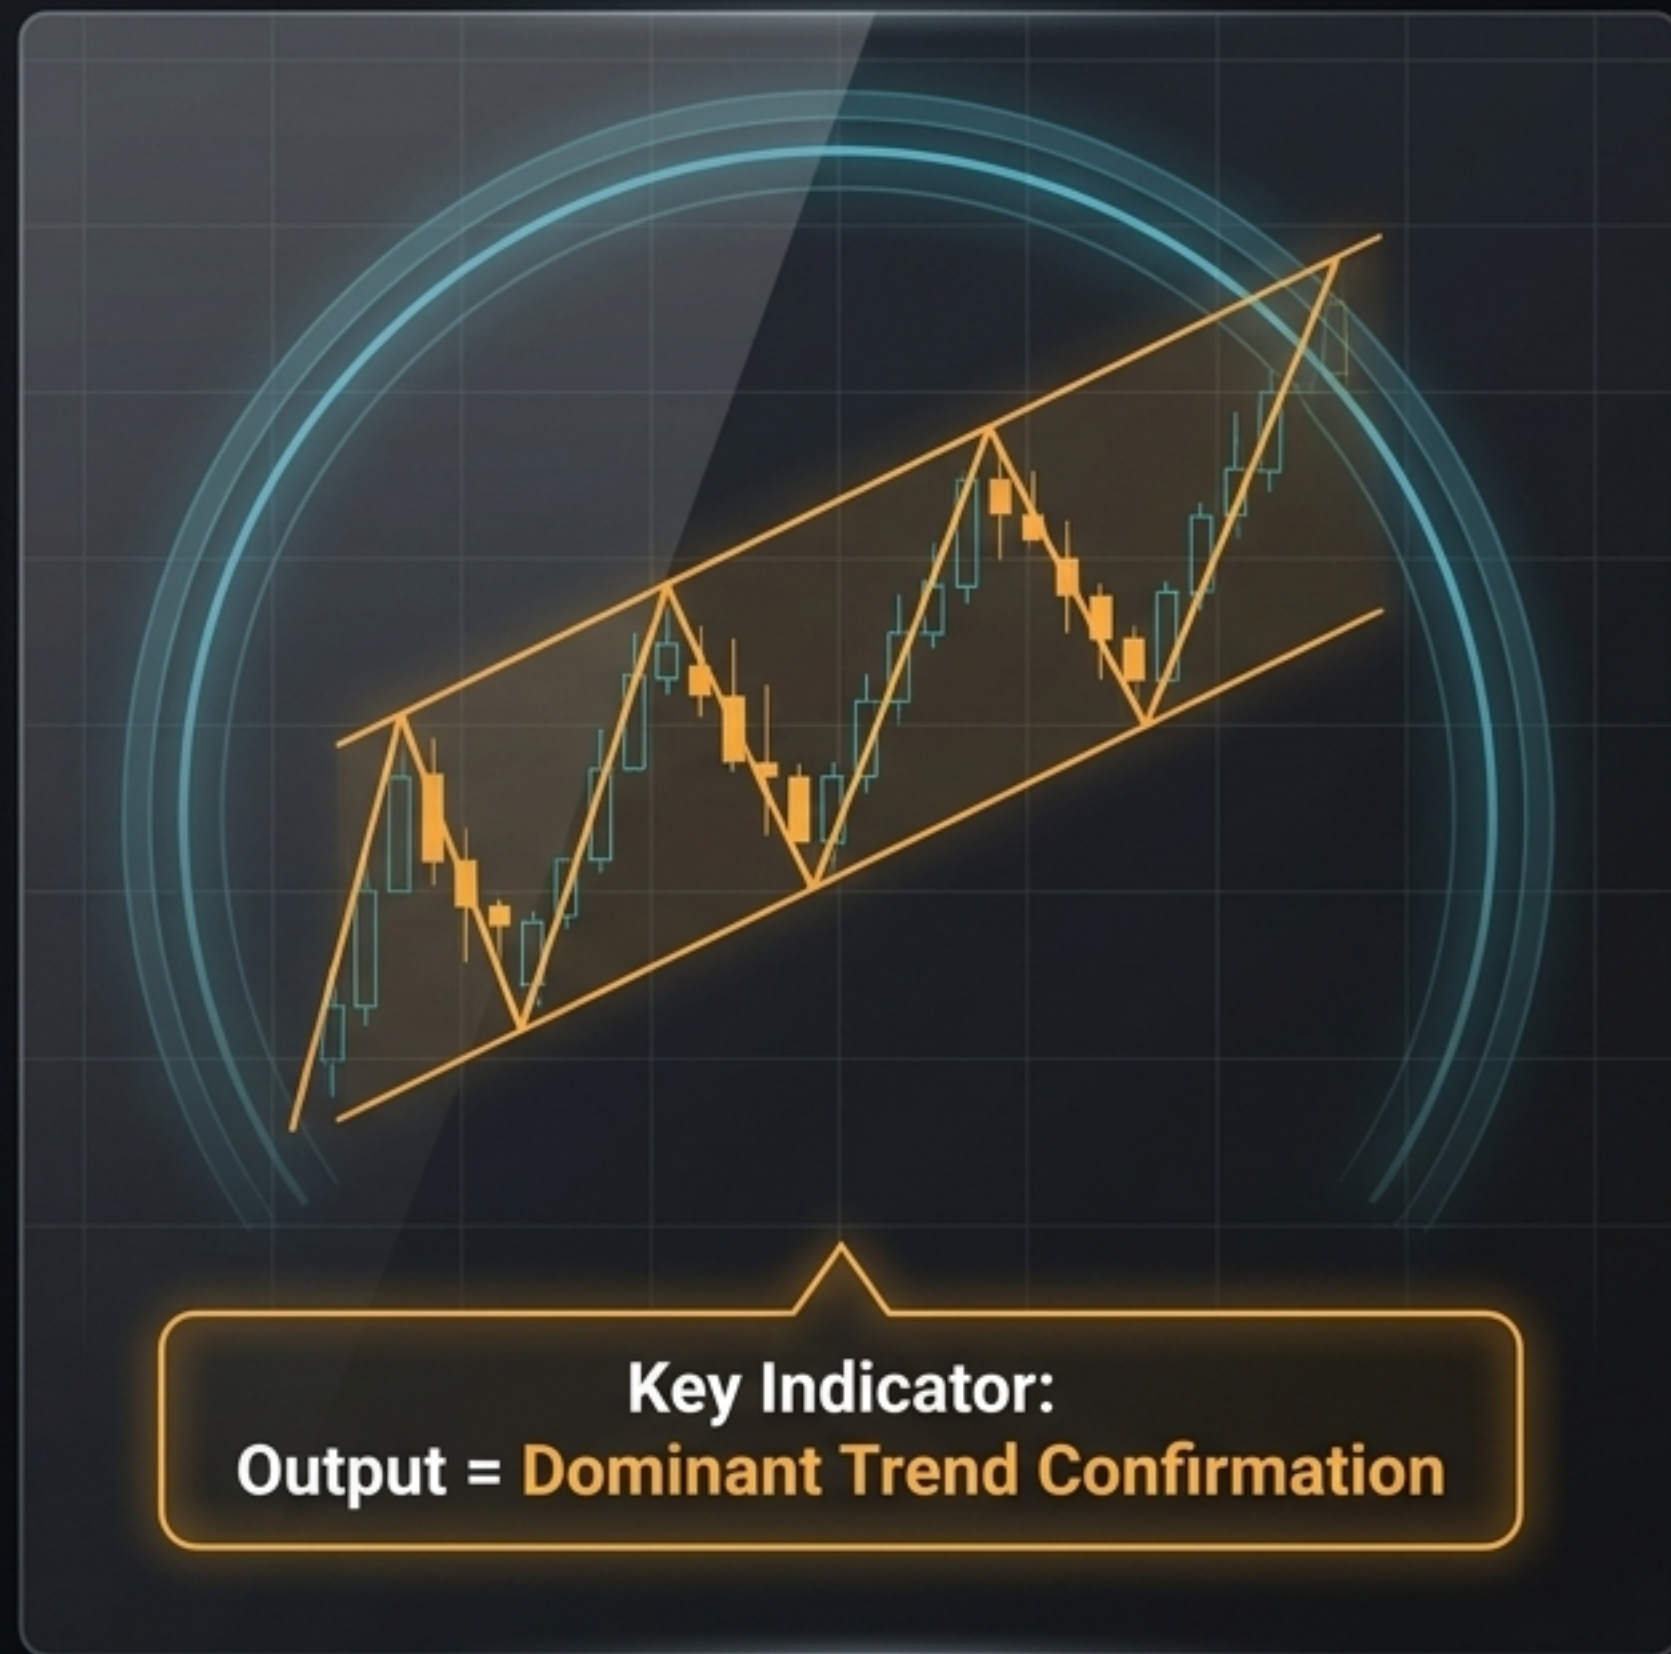 Key Indicator:
Output = Dominant Trend Confirmation